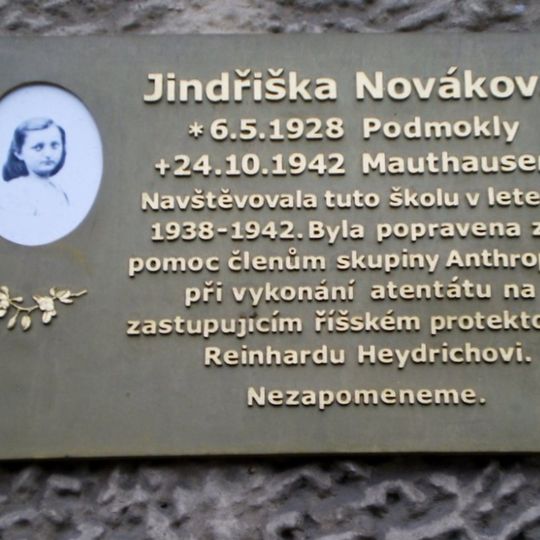 Jindřiška Novákov
*6.5.1928 Podmokly
+24.10.1942 Mauthausen
Navštěvovala tuto školu v lete
1938-1942. Byla popravena z
pomoc členům skupiny Anthrop
při vykonání atentátu na
zastupujícim říšském protekto
Reinhardu Heydrichovi.
Nezapomeneme.